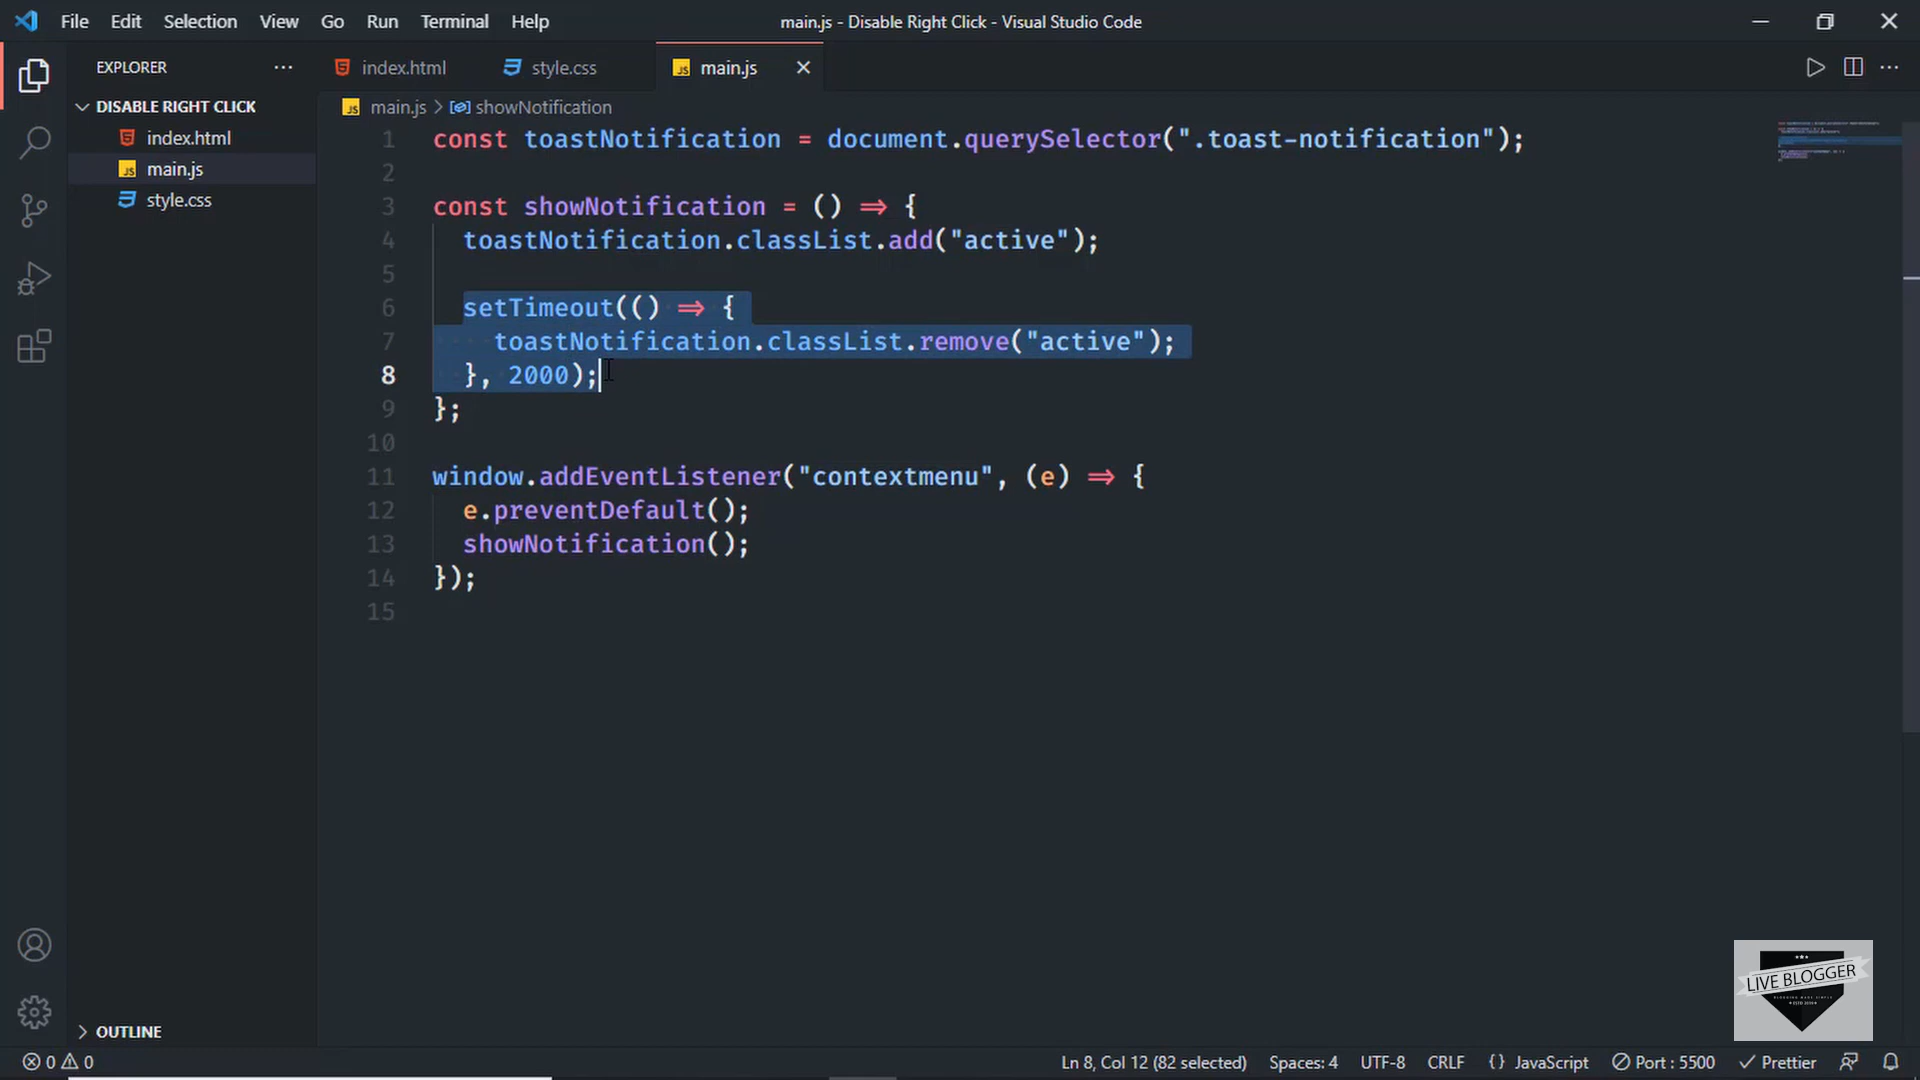 File Edit Selection View Go Run Terminal Help
main.js - Disable Right Click - Visual Studio Code
EXPLORER
index.html
style.css
main.js
DISABLE RIGHT CLICK
index.html
main.js
style.css
main.js > showNotification
1 const toastNotification = document.querySelector(".toast-notification");
2
3 const showNotification = () => {
4 toastNotification.classList.add("active");
5
6 setTimeout(() => {
7 toastNotification.classList.remove("active");
8 }, 2000);
9 };
10
11 window.addEventListener("contextmenu", (e) => {
12 e.preventDefault();
13 showNotification();
14 });
15
LIVE BLOGGER
OUTLINE
0 0
Ln 8, Col 12 (82 selected) Spaces: 4 UTF-8 CRLF {} JavaScript Port : 5500 Prettier